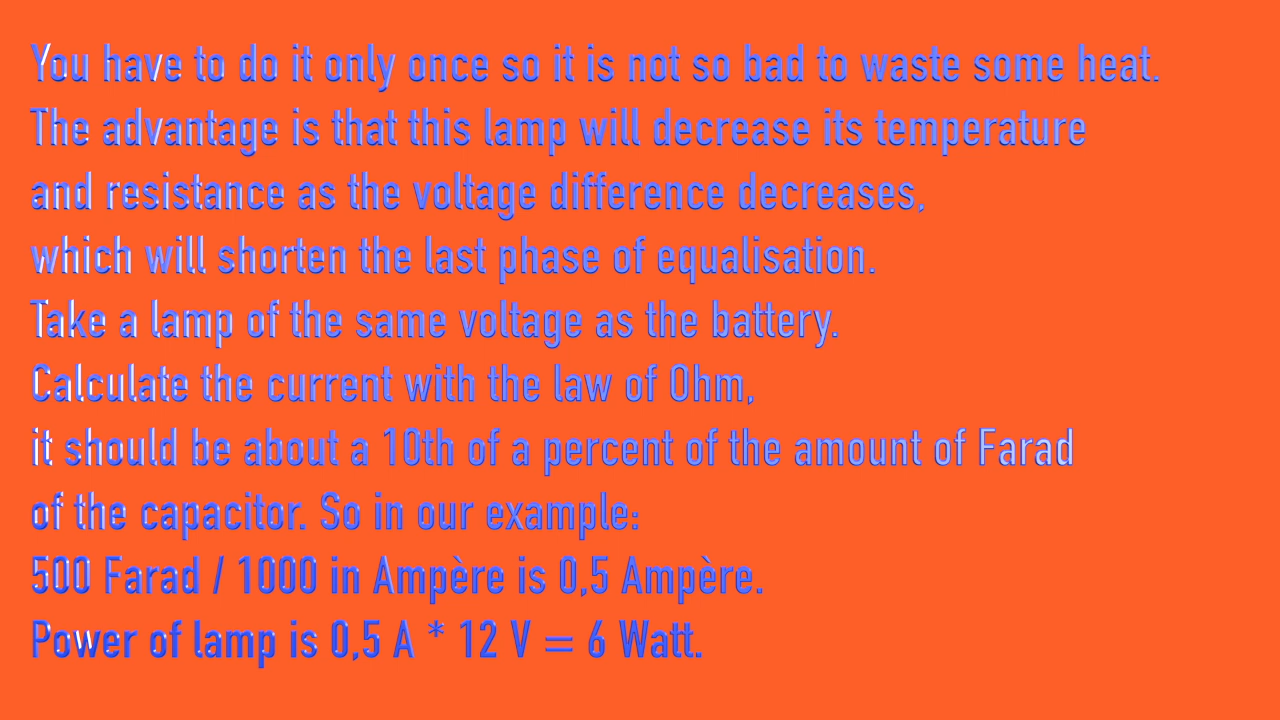 You have to do it only once so it is not so bad to waste some heat.
The advantage is that this lamp will decrease its temperature
and resistance as the voltage difference decreases,
which will shorten the last phase of equalisation.
Take a lamp of the same voltage as the battery.
Calculate the current with the law of Ohm,
it should be about a 10th of a percent of the amount of Farad
of the capacitor. So in our example:
500 Farad / 1000 in Ampère is 0,5 Ampère.
Power of lamp is 0,5 A * 12 V = 6 Watt.